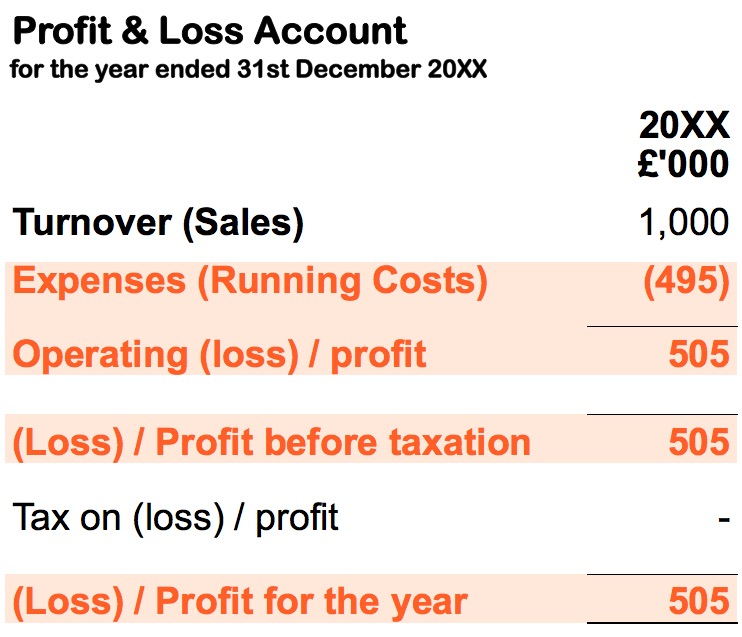 Profit & Loss Account
for the year ended 31st December 20XX
20XX
£'000
Turnover (Sales) 1,000
Expenses (Running Costs) (495)
Operating (loss) / profit 505
(Loss) / Profit before taxation 505
Tax on (loss) / profit -
(Loss) / Profit for the year 505